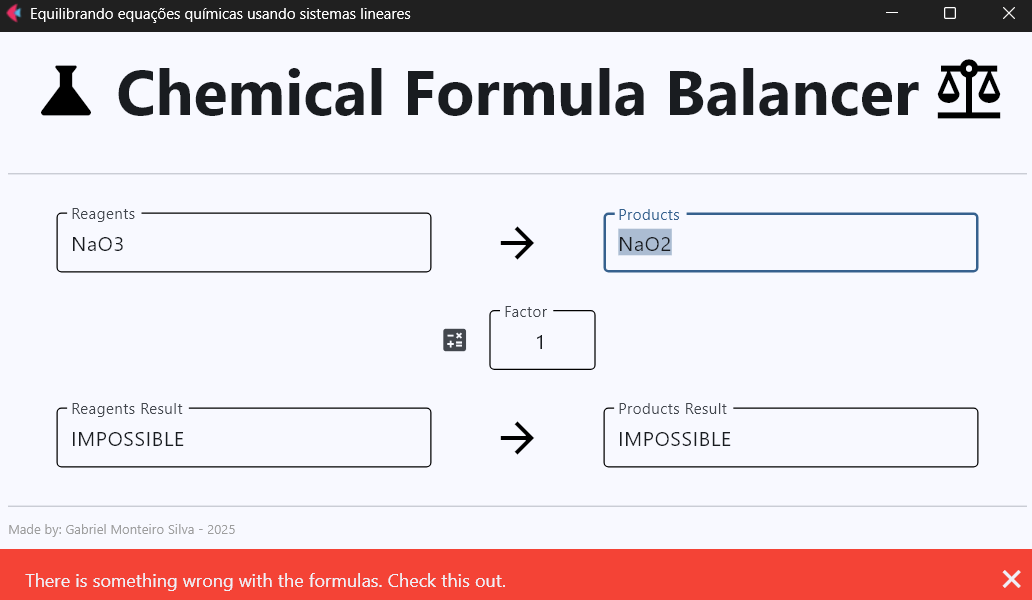 Equilibrando equações químicas usando sistemas lineares
Chemical Formula Balancer
Reagents
NaO3
Products
NaO2
Factor
1
Reagents Result
IMPOSSIBLE
Products Result
IMPOSSIBLE
Made by: Gabriel Monteiro Silva - 2025
There is something wrong with the formulas. Check this out.